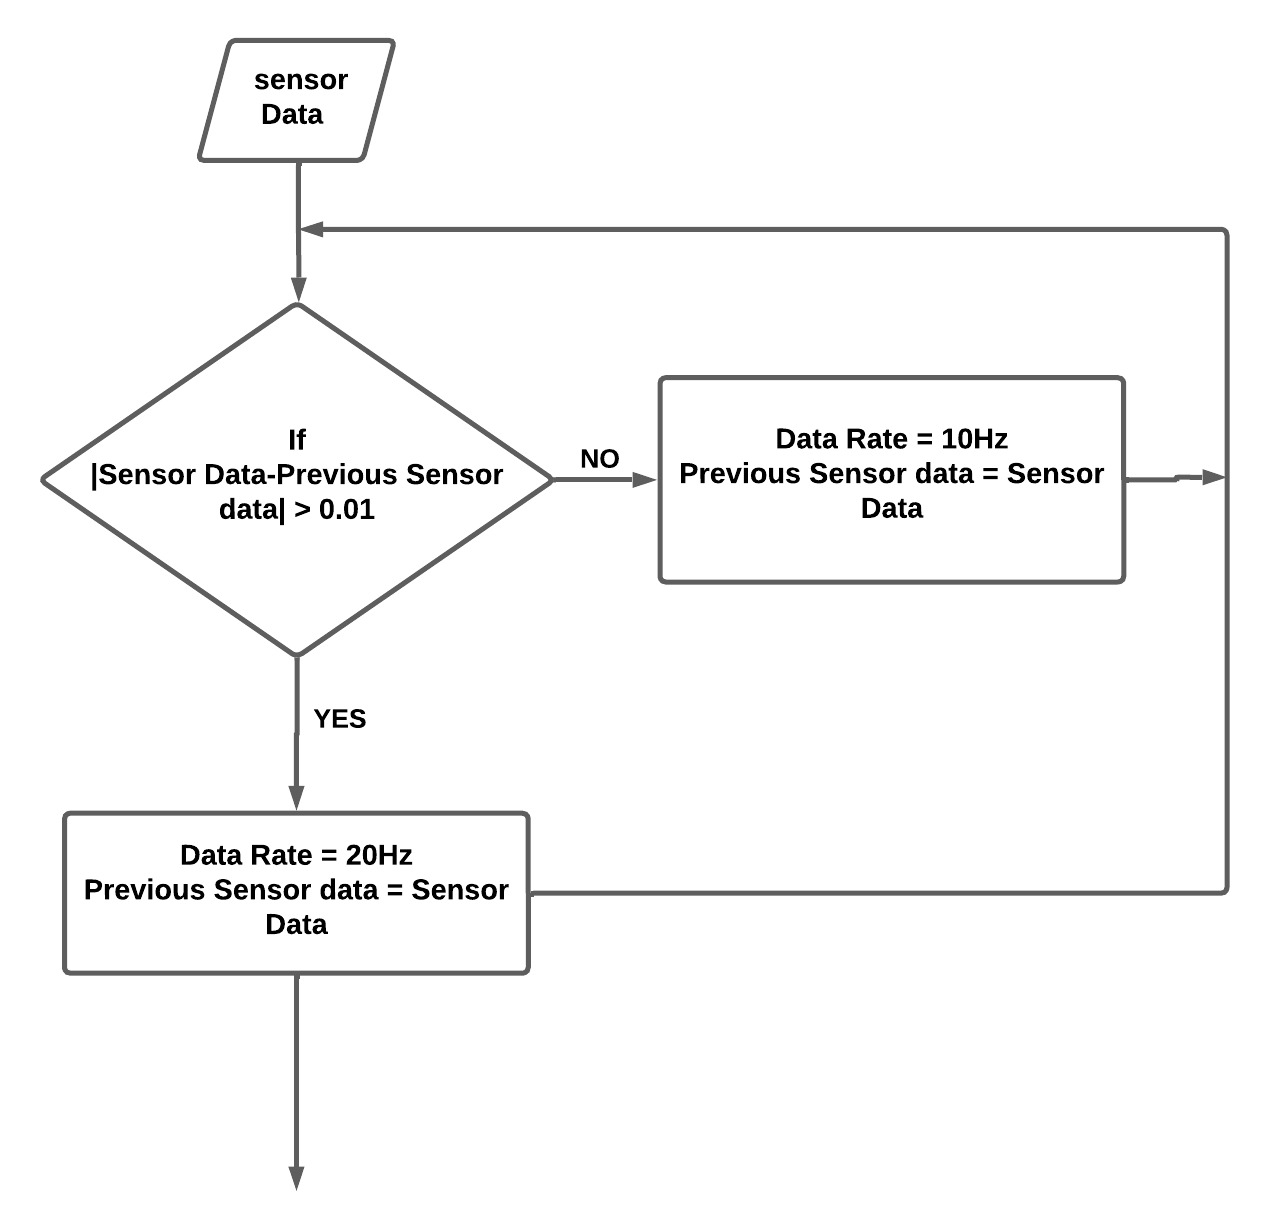 sensor
Data
If
|Sensor Data-Previous Sensor
data| > 0.01
NO
Data Rate = 10Hz
Previous Sensor data = Sensor
Data
YES
Data Rate = 20Hz
Previous Sensor data = Sensor
Data